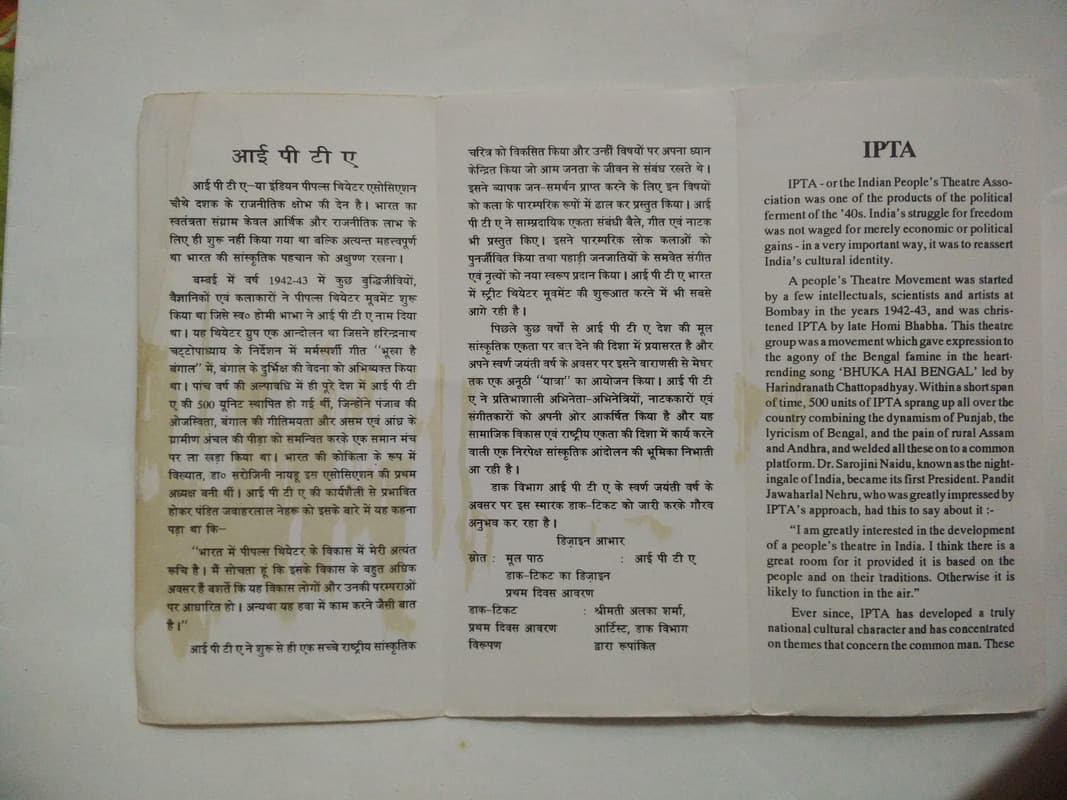 आई पी टी ए
आई पी टी ए–या इंडियन पीपल्स थियेटर एसोसिएशन
चौथे दशक के राजनीतिक क्षोभ की देन है। भारत का
स्वतंत्रता संग्राम केवल आर्थिक और राजनीतिक लाभ के
लिए ही शुरू नहीं किया गया था बल्कि अत्यन्त महत्त्वपूर्ण
था भारत की सांस्कृतिक पहचान को अक्षुण्ण रखना।
बम्बई में वर्ष 1942-43 में कुछ बुद्धिजीवियों,
वैज्ञानिकों एवं कलाकारों ने पीपल्स थियेटर मूवमेंट शुरू
किया था जिसे स्व० होमी भाभा ने आई पी टी ए नाम दिया
था। यह थियेटर ग्रुप एक आन्दोलन था जिसने हरिन्द्रनाथ
चट्टोपाध्याय के निर्देशन में मर्मस्पर्शी गीत "भूखा है
बंगाल" में, बंगाल के दुर्भिक्ष की वेदना को अभिव्यक्त किया
था। पांच वर्ष की अल्पावधि में ही पूरे देश में आई पी टी
ए की 500 यूनिट स्थापित हो गई थीं, जिन्होंने पंजाब की
ओजस्विता, बंगाल की गीतिमयता और असम एवं आंध्र के
ग्रामीण अंचल की पीड़ा को समन्वित करके एक समान मंच
पर ला खड़ा किया था। भारत की कोकिला के रूप में
विख्यात, डा० सरोजिनी नायडू इस एसोसिएशन की प्रथम
अध्यक्ष बनी थीं। आई पी टी ए की कार्यशैली से प्रभावित
होकर पंडित जवाहरलाल नेहरू को इसके बारे में यह कहना
पड़ा था कि–
"भारत में पीपल्स थियेटर के विकास में मेरी अत्यंत
रूचि है। मैं सोचता हूं कि इसके विकास के बहुत अधिक
अवसर हैं बशर्ते कि यह विकास लोगों और उनकी परम्पराओं
पर आधारित हो। अन्यथा यह हवा में काम करने जैसी बात
है।"
आई पी टी ए ने शुरू से ही एक सच्चे राष्ट्रीय सांस्कृतिक
चरित्र को विकसित किया और उन्हीं विषयों पर अपना ध्यान
केन्द्रित किया जो आम जनता के जीवन से संबंध रखते थे।
इसने व्यापक जन-समर्थन प्राप्त करने के लिए इन विषयों
को कला के पारम्परिक रूपों में ढाल कर प्रस्तुत किया। आई
पी टी ए ने साम्प्रदायिक एकता संबंधी बैले, गीत एवं नाटक
भी प्रस्तुत किए। इसने पारम्परिक लोक कलाओं को
पुनर्जीवित किया तथा पहाड़ी जनजातियों के समवेत संगीत
एवं नृत्यों को नया स्वरूप प्रदान किया। आई पी टी ए भारत
में स्ट्रीट थियेटर मूवमेंट की शुरूआत करने में भी सबसे
आगे रही है।
पिछले कुछ वर्षों से आई पी टी ए देश की मूल
सांस्कृतिक एकता पर बल देने की दिशा में प्रयासरत है और
अपने स्वर्ण जयंती वर्ष के अवसर पर इसने वाराणसी से मेघर
तक एक अनूठी "यात्रा" का आयोजन किया। आई पी टी
ए ने प्रतिभाशाली अभिनेता-अभिनेत्रियों, नाटककारों एवं
संगीतकारों को अपनी ओर आकर्षित किया है और यह
सामाजिक विकास एवं राष्ट्रीय एकता की दिशा में कार्य करने
वाली एक निरपेक्ष सांस्कृतिक आंदोलन की भूमिका निभाती
आ रही है।
डाक विभाग आई पी टी ए के स्वर्ण जयंती वर्ष के
अवसर पर इस स्मारक डाक-टिकट को जारी करके गौरव
अनुभव कर रहा है।
डिज़ाइन आभार
स्रोत : मूल पाठ : आई पी टी ए
डाक-टिकट का डिज़ाइन
प्रथम दिवस आवरण
डाक-टिकट : श्रीमती अलका शर्मा,
प्रथम दिवस आवरण आर्टिस्ट, डाक विभाग
विरूपण द्वारा रूपांकित
IPTA
IPTA - or the Indian People's Theatre Asso-
ciation was one of the products of the political
ferment of the '40s. India's struggle for freedom
was not waged for merely economic or political
gains - in a very important way, it was to reassert
India's cultural identity.
A people's Theatre Movement was started
by a few intellectuals, scientists and artists at
Bombay in the years 1942-43, and was chris-
tened IPTA by late Homi Bhabha. This theatre
group was a movement which gave expression to
the agony of the Bengal famine in the heart-
rending song 'BHUKA HAI BENGAL' led by
Harindranath Chattopadhyay. Within a short span
of time, 500 units of IPTA sprang up all over the
country combining the dynamism of Punjab, the
lyricism of Bengal, and the pain of rural Assam
and Andhra, and welded all these on to a common
platform. Dr. Sarojini Naidu, known as the night-
ingale of India, became its first President. Pandit
Jawaharlal Nehru, who was greatly impressed by
IPTA's approach, had this to say about it :-
"I am greatly interested in the development
of a people's theatre in India. I think there is a
great room for it provided it is based on the
people and on their traditions. Otherwise it is
likely to function in the air."
Ever since, IPTA has developed a truly
national cultural character and has concentrated
on themes that concern the common man. These